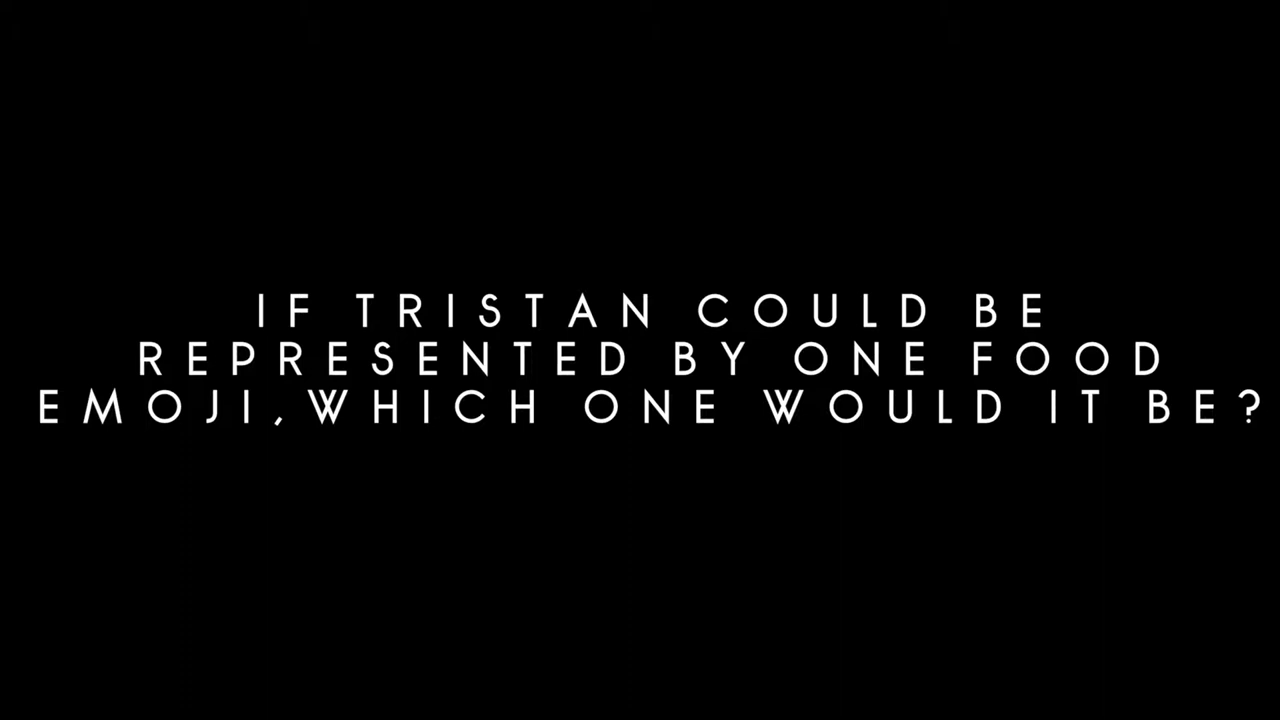 IF TRISTAN COULD BE
REPRESENTED BY ONE FOOD
EMOJI,WHICH ONE WOULD IT BE?